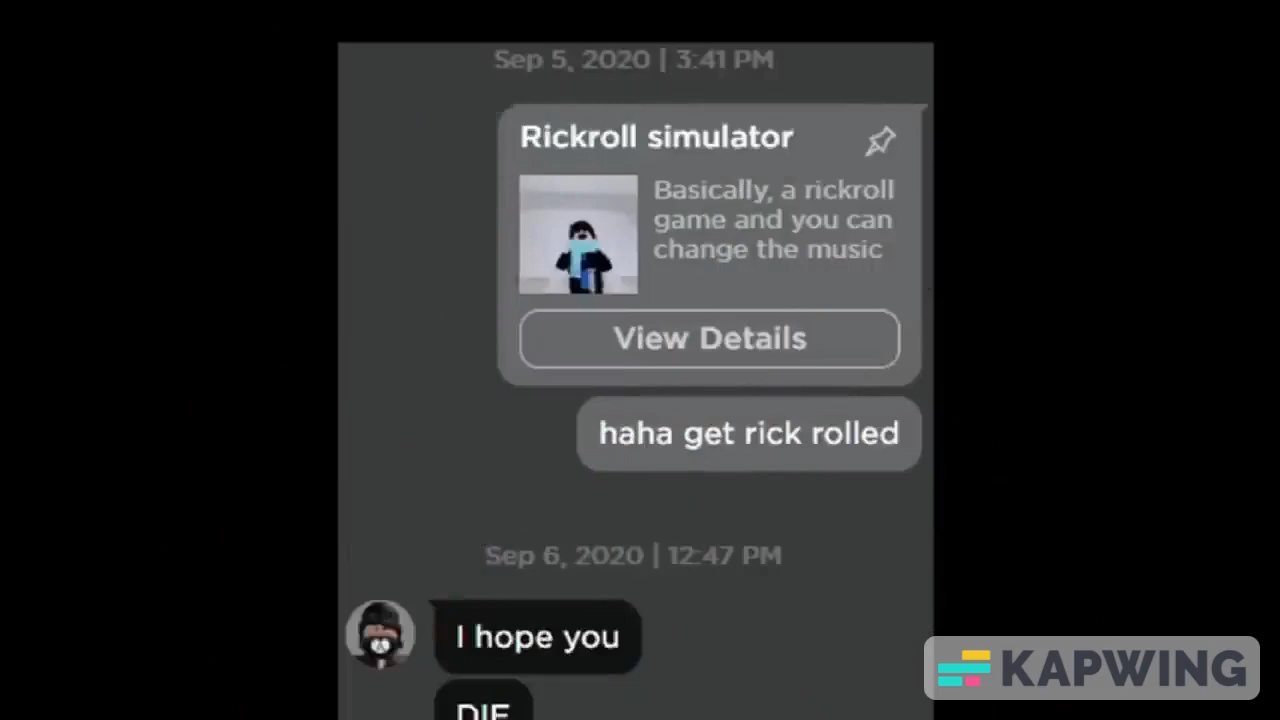 Sep 5, 2020 | 3:41 PM
Rickroll simulator
Basically, a rickroll
game and you can
change the music
View Details
haha get rick rolled
Sep 6, 2020 | 12:47 PM
I hope you
DIE
KAPWING